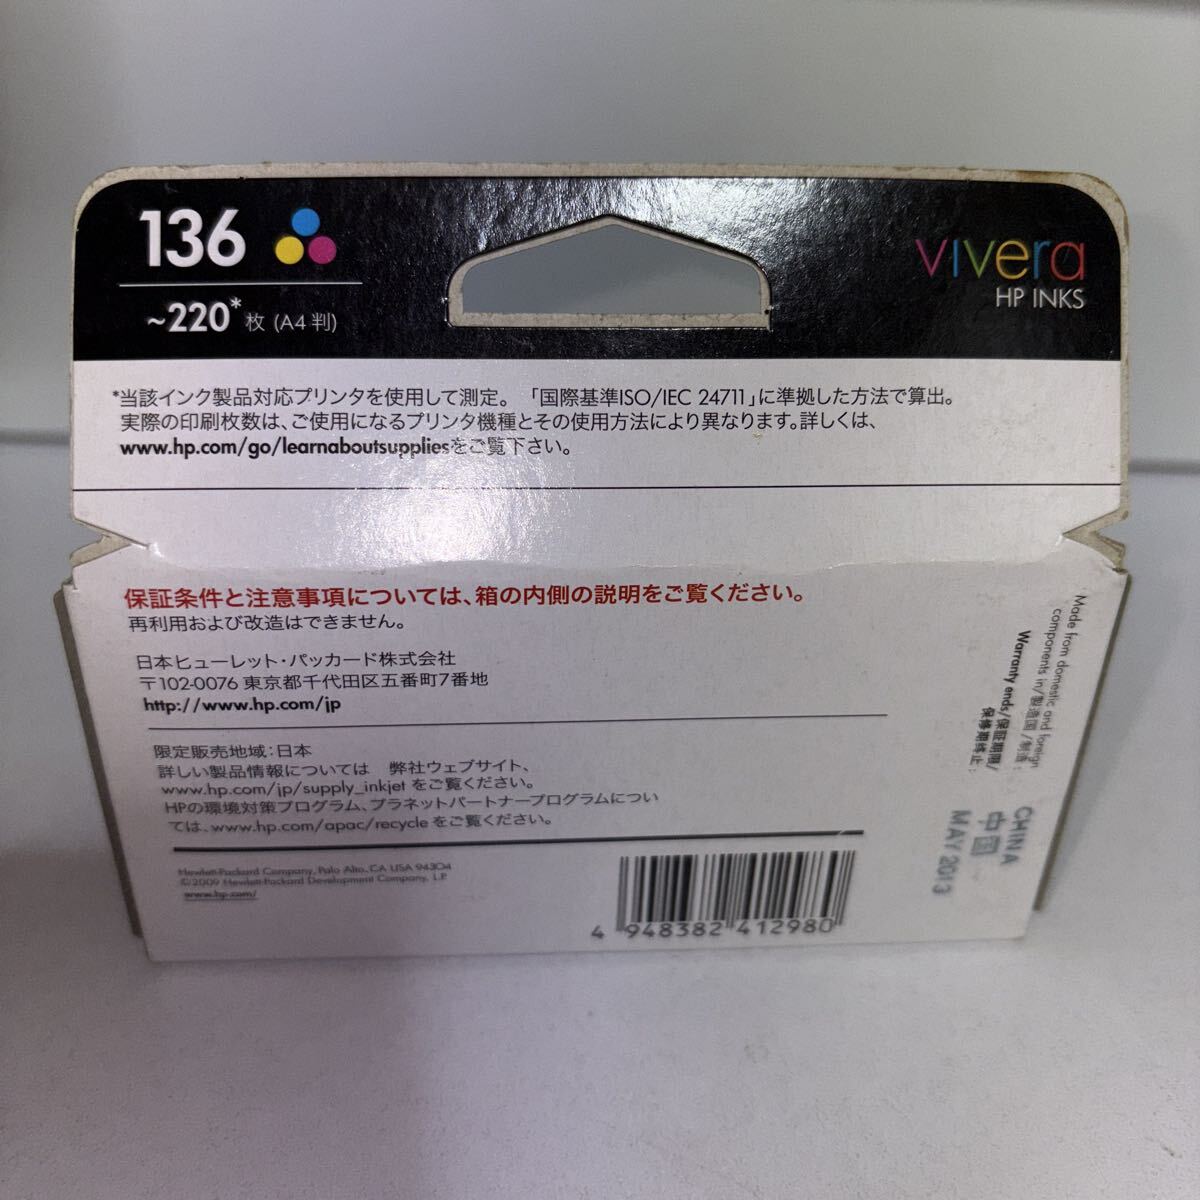 136
~220*枚 (A4 判)
vivera
HP INKS
*当該インク製品対応プリンタを使用して測定。「国際基準ISO/IEC 24711」に準拠した方法で算出。
実際の印刷枚数は、ご使用になるプリンタ機種とその使用方法により異なります。詳しくは、
www.hp.com/go/learnaboutsuppliesをご覧下さい。
保証条件と注意事項については、箱の内側の説明をご覧ください。
再利用および改造はできません。
日本ヒューレット・パッカード株式会社
〒102-0076 東京都千代田区五番町7番地
http://www.hp.com/jp
限定販売地域:日本
詳しい製品情報については 弊社ウェブサイト、
www.hp.com/jp/supply_inkjet をご覧ください。
HPの環境対策プログラム、プラネットパートナープログラムについ
ては、www.hp.com/apac/recycle をご覧ください。
Hewlett-Packard Company, Palo Alto, CA USA 94304
©2009 Hewlett-Packard Development Company, L.P.
www.hp.com/
4 948382 412980
Made from domestic and foreign
components in/製造国/制造:
Warranty ends/保証期限/
保修期终止:
CHINA
中国
MAY 2013